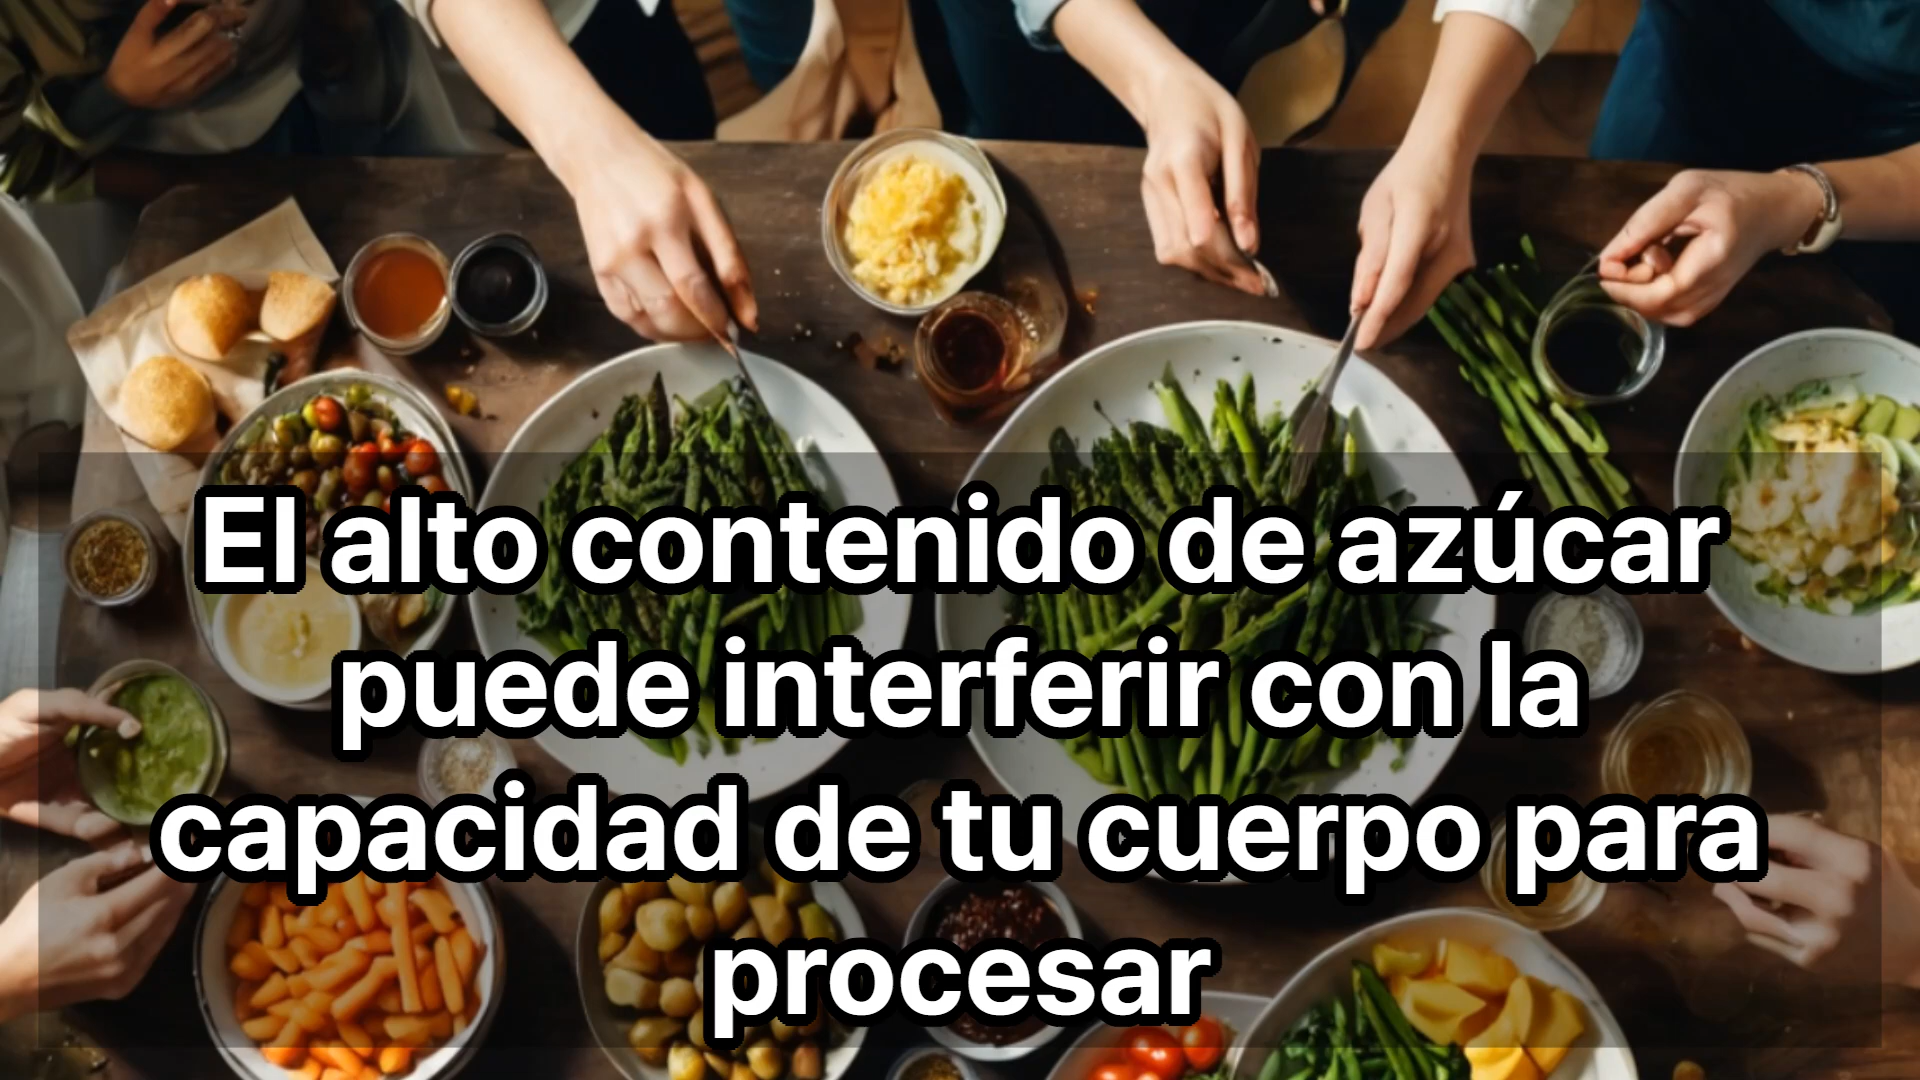 El alto contenido de azúcar
puede interferir con la
capacidad de tu cuerpo para
procesar